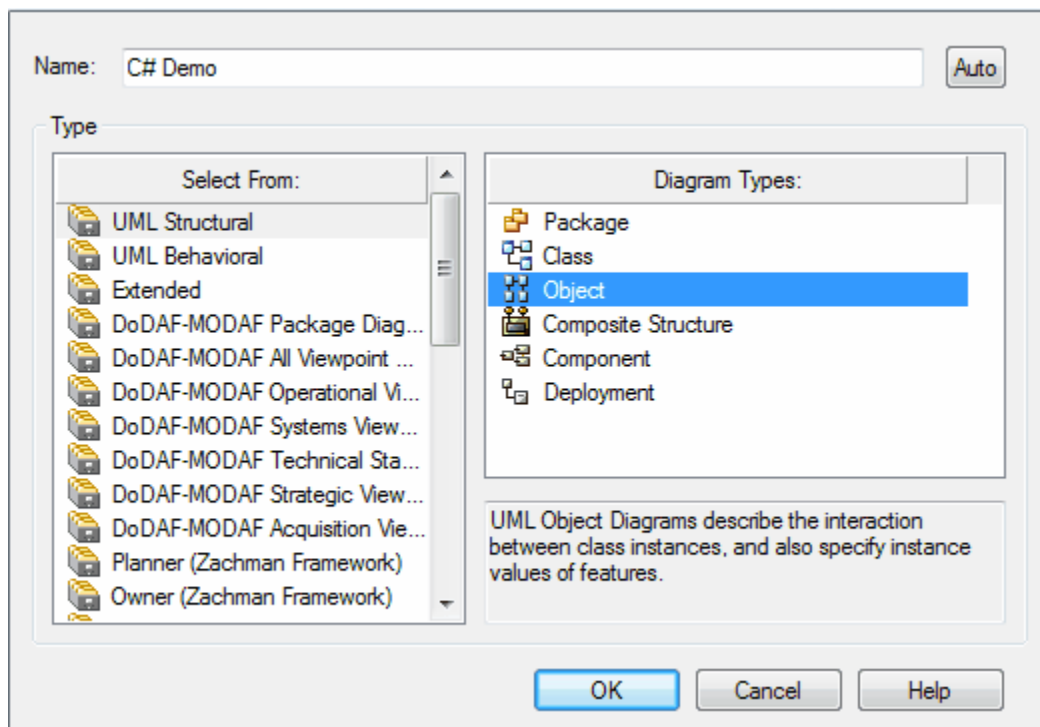 Name: C# Demo Auto
Type
Select From:
UML Structural
UML Behavioral
Extended
DoDAF-MODAF Package Diag...
DoDAF-MODAF All Viewpoint ...
DoDAF-MODAF Operational Vi...
DoDAF-MODAF Systems View...
DoDAF-MODAF Technical Sta...
DoDAF-MODAF Strategic View...
DoDAF-MODAF Acquisition Vie...
Planner (Zachman Framework)
Owner (Zachman Framework)
Diagram Types:
Package
Class
Object
Composite Structure
Component
Deployment
UML Object Diagrams describe the interaction
between class instances, and also specify instance
values of features.
OK Cancel Help